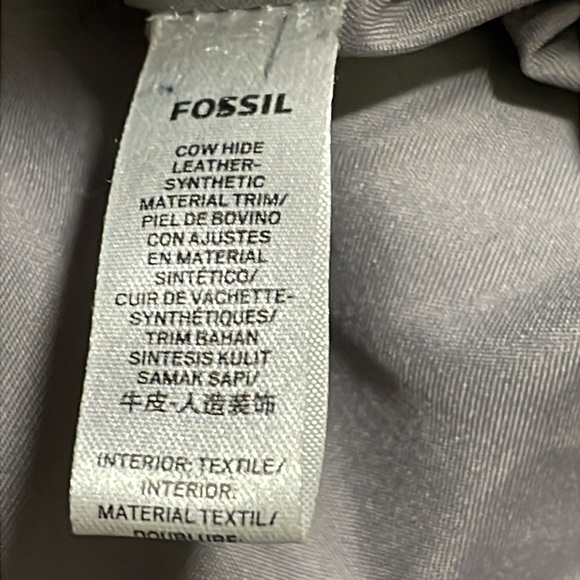 FOSSIL
COW HIDE
LEATHER-
SYNTHETIC
MATERIAL TRIM/
PIEL DE BOVINO
CON AJUSTES
EN MATERIAL
SINTÉTICO/
CUIR DE VACHETTE-
SYNTHÉTIQUES/
TRIM BAHAN
SINTESIS KULIT
SAMAK SAPI/
牛皮-人造装饰
INTERIOR: TEXTILE/
INTERIOR:
MATERIAL TEXTIL/
DOUBLURE: